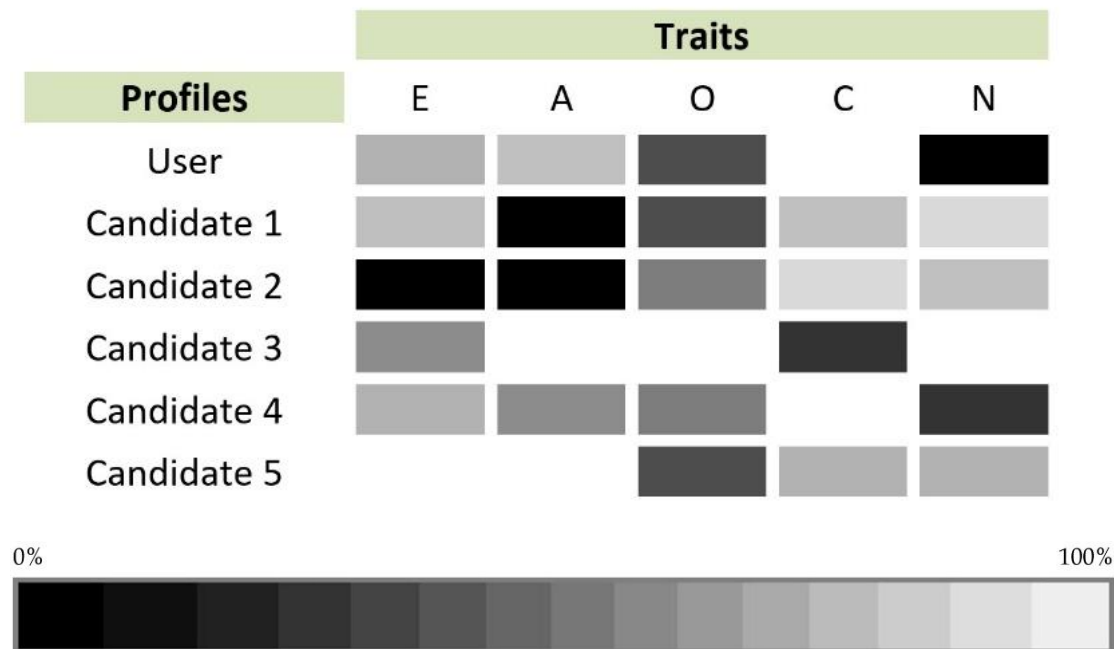 Traits
Profiles E A O C N
User
Candidate 1
Candidate 2
Candidate 3
Candidate 4
Candidate 5
0% 100%